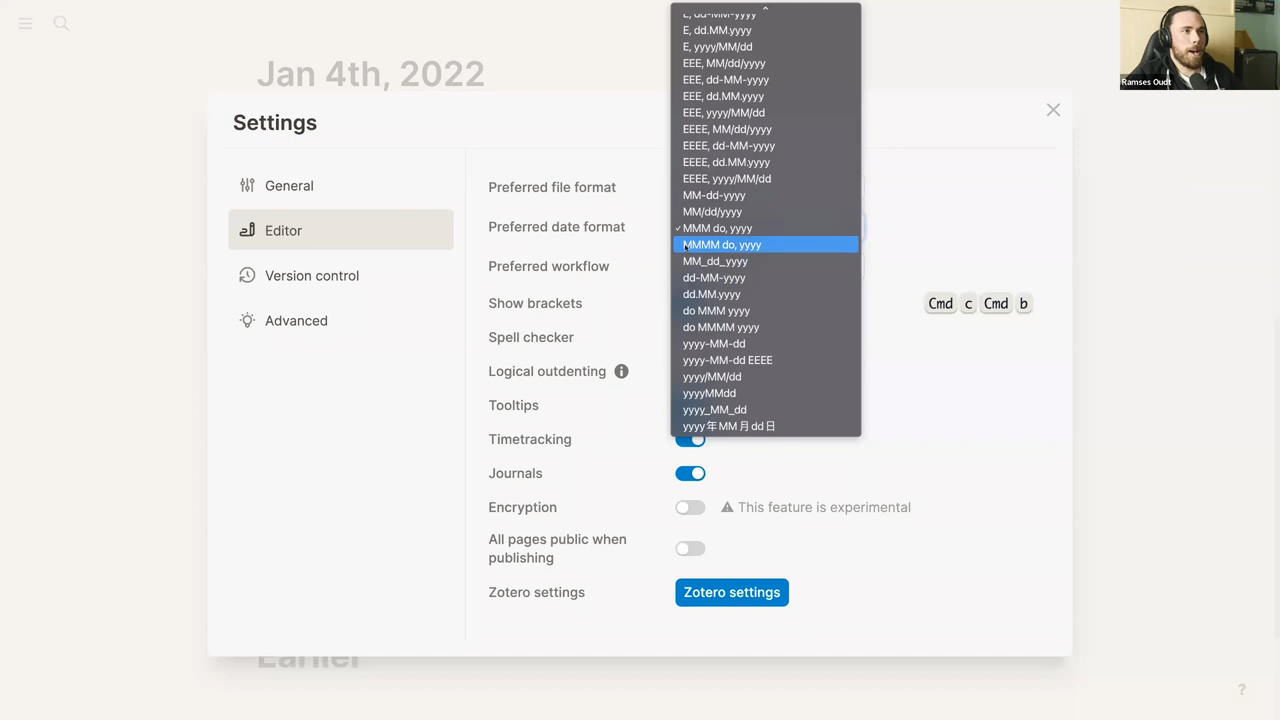 Jan 4th, 2022
Ramses Oudt
Settings
General
Editor
Version control
Advanced
Preferred file format
Preferred date format
Preferred workflow
Show brackets
Spell checker
Logical outdenting
Tooltips
Timetracking
Journals
Encryption
This feature is experimental
All pages public when
publishing
Zotero settings
Zotero settings
E, dd-MM-yyyy
E, dd.MM.yyyy
E, yyyy/MM/dd
EEE, MM/dd/yyyy
EEE, dd-MM-yyyy
EEE, dd.MM.yyyy
EEE, yyyy/MM/dd
EEEE, MM/dd/yyyy
EEEE, dd-MM-yyyy
EEEE, dd.MM.yyyy
EEEE, yyyy/MM/dd
MM-dd-yyyy
MM/dd/yyyy
✓ MMM do, yyyy
MMMM do, yyyy
MM_dd_yyyy
dd-MM-yyyy
dd.MM.yyyy
do MMM yyyy
do MMMM yyyy
yyyy-MM-dd
yyyy-MM-dd EEEE
yyyy/MM/dd
yyyyMMdd
yyyy_MM_dd
yyyy年MM月dd日
Cmd c Cmd b
Earlier
?